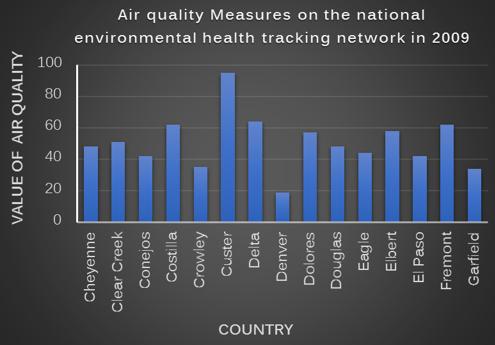 Air quality Measures on the national
environmental health tracking network in 2009
VALUE OF AIR QUALITY
100
80
60
40
20
0
Cheyenne
Clear Creek
Conejos
Costilla
Crowley
Custer
Delta
Denver
Dolores
Douglas
Eagle
Elbert
El Paso
Fremont
Garfield
COUNTRY